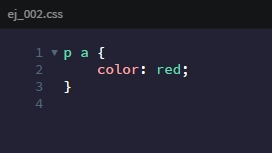 ej_002.css
1 ▼ p a {
2     color: red;
3 }
4